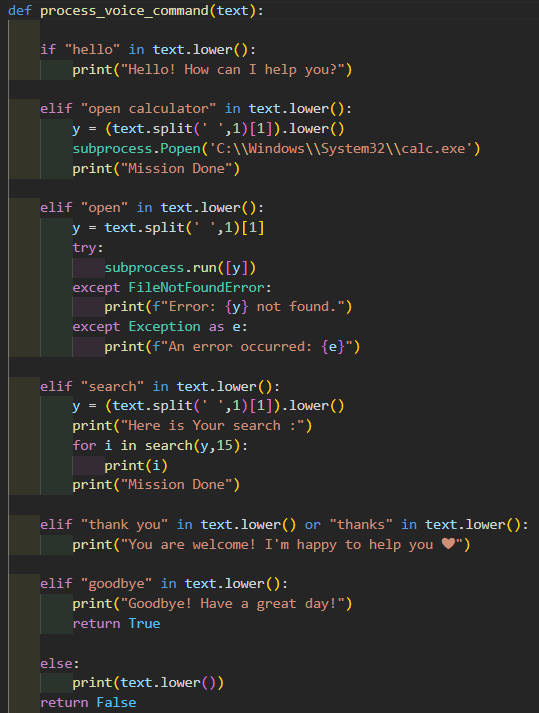 def process_voice_command(text):
    if "hello" in text.lower():
        print("Hello! How can I help you?")
    elif "open calculator" in text.lower():
        y = (text.split(' ',1)[1]).lower()
        subprocess.Popen('C:\\Windows\\System32\\calc.exe')
        print("Mission Done")
    elif "open" in text.lower():
        y = text.split(' ',1)[1]
        try:
            subprocess.run([y])
        except FileNotFoundError:
            print(f"Error: {y} not found.")
        except Exception as e:
            print(f"An error occurred: {e}")
    elif "search" in text.lower():
        y = (text.split(' ',1)[1]).lower()
        print("Here is Your search :")
        for i in search(y,15):
            print(i)
        print("Mission Done")
    elif "thank you" in text.lower() or "thanks" in text.lower():
        print("You are welcome! I'm happy to help you ❤")
    elif "goodbye" in text.lower():
        print("Goodbye! Have a great day!")
        return True
    else:
        print(text.lower())
    return False